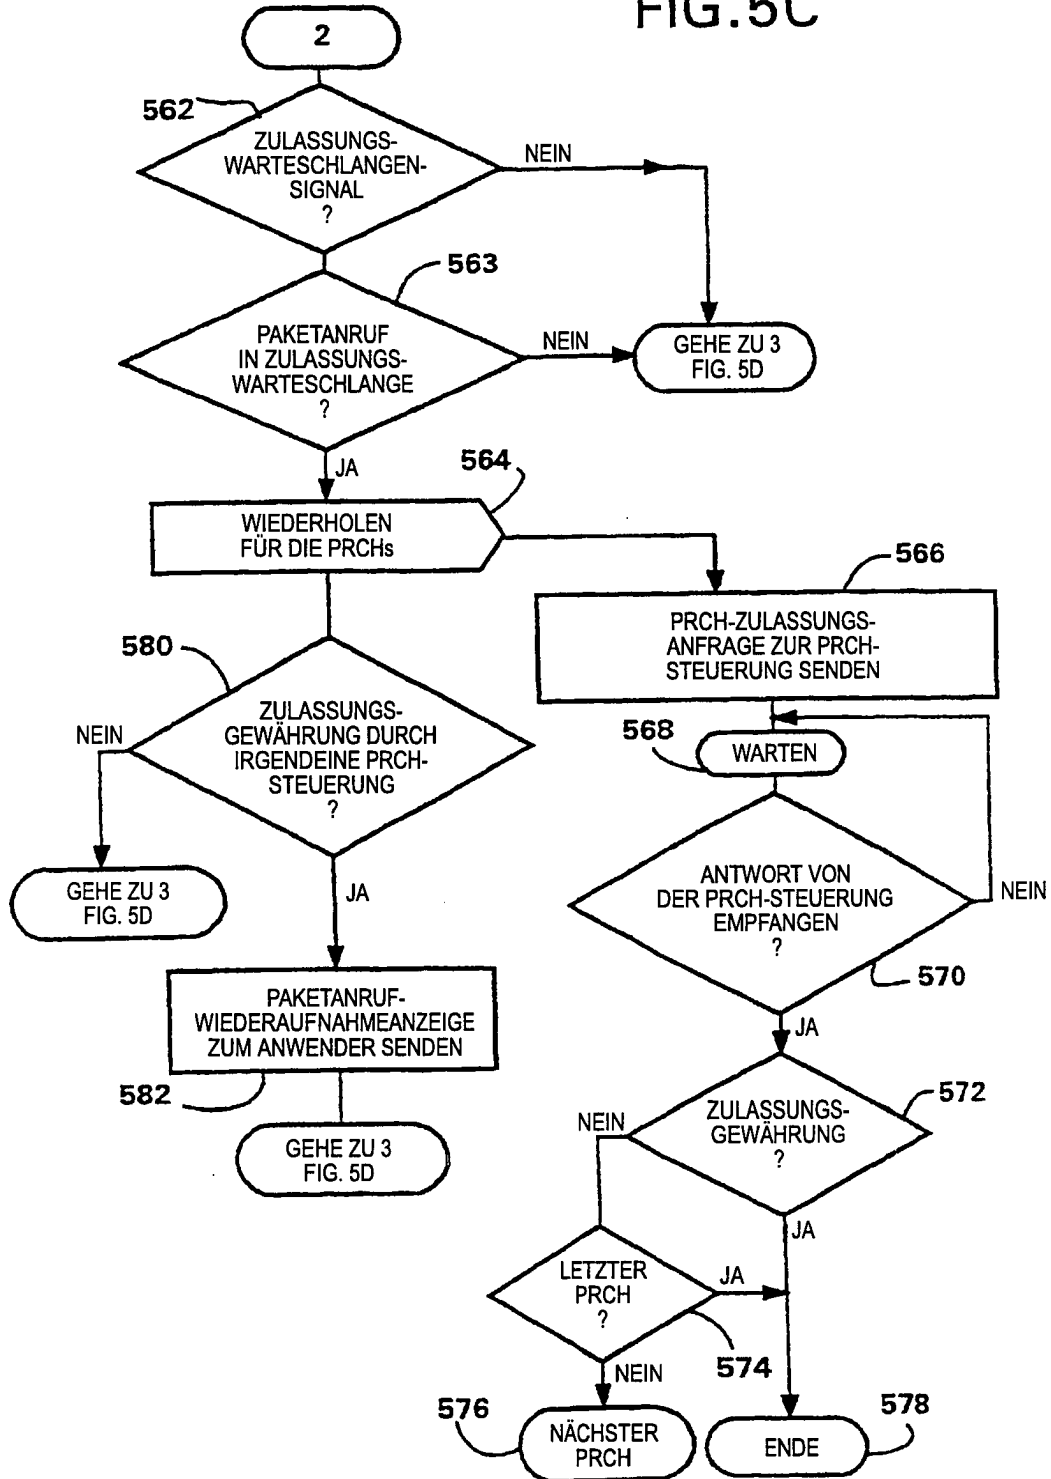 FIG.5C
2
562
ZULASSUNGS-
WARTESCHLANGEN-
SIGNAL
?
NEIN
563
PAKETANRUF
IN ZULASSUNGS-
WARTESCHLANGE
?
NEIN
GEHE ZU 3
FIG. 5D
JA
564
WIEDERHOLEN
FÜR DIE PRCHs
566
PRCH-ZULASSUNGS-
ANFRAGE ZUR PRCH-
STEUERUNG SENDEN
580
ZULASSUNGS-
GEWÄHRUNG DURCH
IRGENDEINE PRCH-
STEUERUNG
?
NEIN
GEHE ZU 3
FIG. 5D
JA
568
WARTEN
ANTWORT VON
DER PRCH-STEUERUNG
EMPFANGEN
?
NEIN
570
JA
PAKETANRUF-
WIEDERAUFNAHMEANZEIGE
ZUM ANWENDER SENDEN
582
GEHE ZU 3
FIG. 5D
572
ZULASSUNGS-
GEWÄHRUNG
?
NEIN
JA
LETZTER
PRCH
?
JA
574
NEIN
576
NÄCHSTER
PRCH
578
ENDE